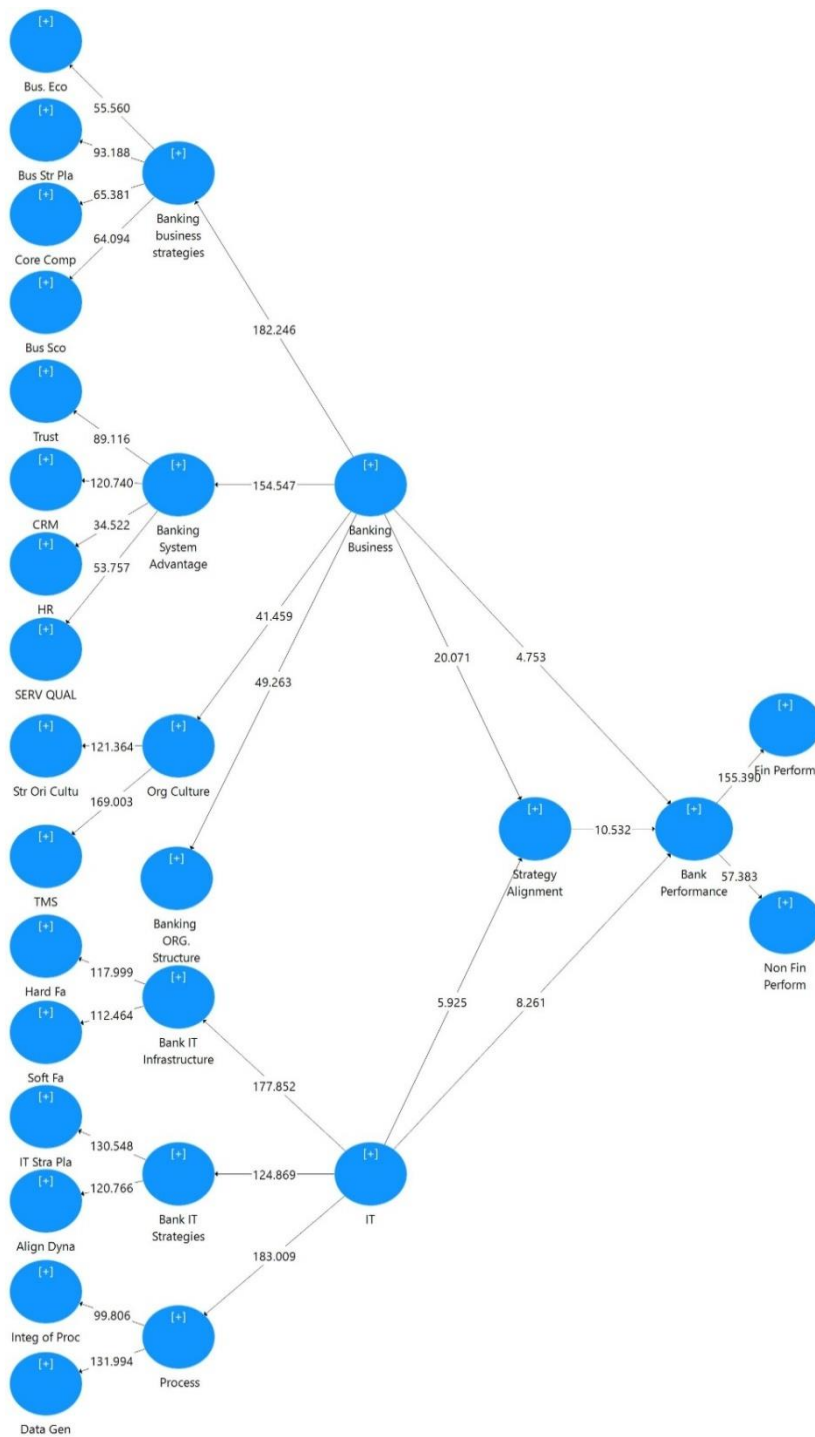 [+]
Bus. Eco
55.560
[+]
93.188
Bus Str Pla
[+]
65.381
[+]
Core Comp
64.094
Banking
business
strategies
[+]
Bus Sco
182.246
[+]
Trust
89.116
[+]
120.740
[+]
154.547
[+]
CRM
34.522
Banking
System
Advantage
Banking
Business
[+]
53.757
HR
[+]
SERV QUAL
41.459
20.071
4.753
49.263
[+]
121.364
[+]
Str Ori Cultu
Org Culture
169.003
[+]
Fin Perform
155.390
[+]
10.532
[+]
[+]
TMS
[+]
Strategy
Alignment
Bank
Performance
57.383
[+]
Banking
ORG.
Structure
Non Fin
Perform
[+]
117.999
Hard Fa
[+]
112.464
[+]
Bank IT
Infrastructure
5.925
8.261
Soft Fa
177.852
[+]
130.548
IT Stra Pla
[+]
124.869
[+]
120.766
[+]
Bank IT
Strategies
IT
Align Dyna
183.009
[+]
99.806
Integ of Proc
[+]
131.994
[+]
Process
Data Gen